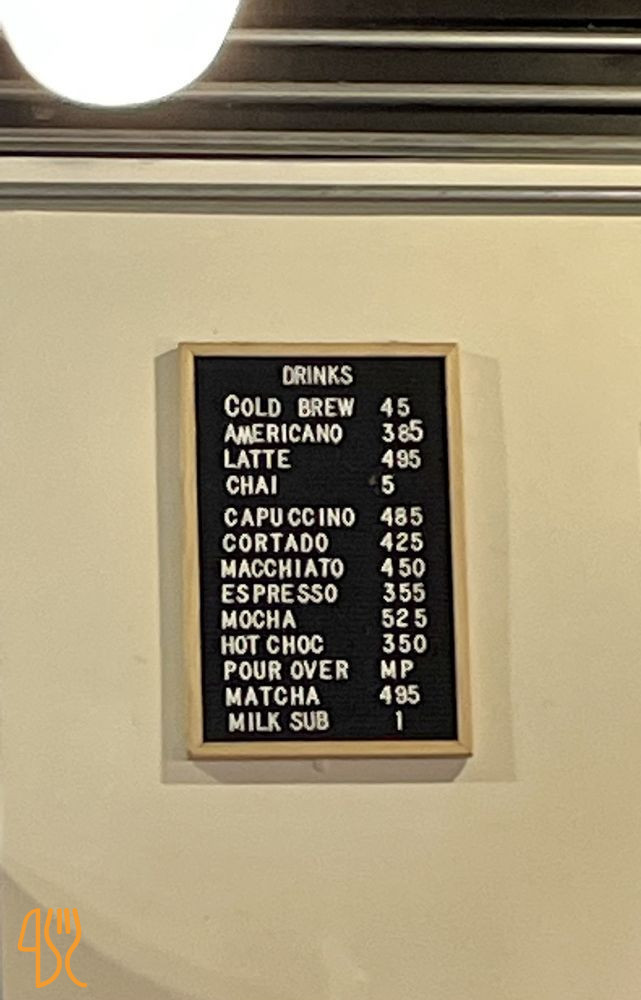 DRINKS
COLD BREW 45
AMERICANO 385
LATTE 495
CHAI 5
CAPUCCINO 485
CORTADO 425
MACCHIATO 450
ESPRESSO 355
MOCHA 525
HOT CHOC 350
POUR OVER MP
MATCHA 495
MILK SUB 1